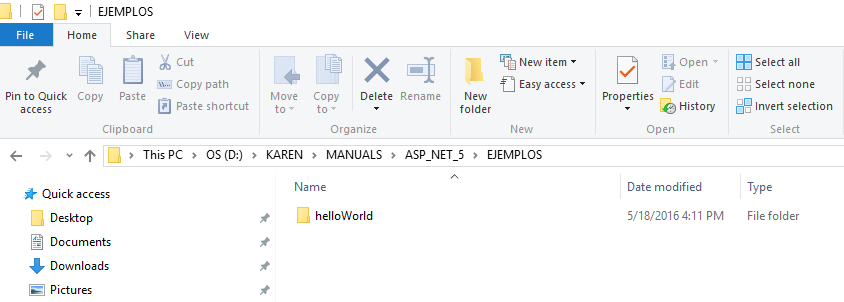 EJEMPLOS
File Home Share View
Pin to Quick access
Copy
Paste
Cut
Copy path
Paste shortcut
Clipboard
Move to
Copy to
Delete
Rename
Organize
New folder
New item
Easy access
New
Properties
Open
Edit
History
Open
Select all
Select none
Invert selection
Select
This PC OS (D:) KAREN MANUALS ASP_NET_5 EJEMPLOS
Quick access
Desktop
Documents
Downloads
Pictures
Name Date modified Type
helloWorld 5/18/2016 4:11 PM File folder